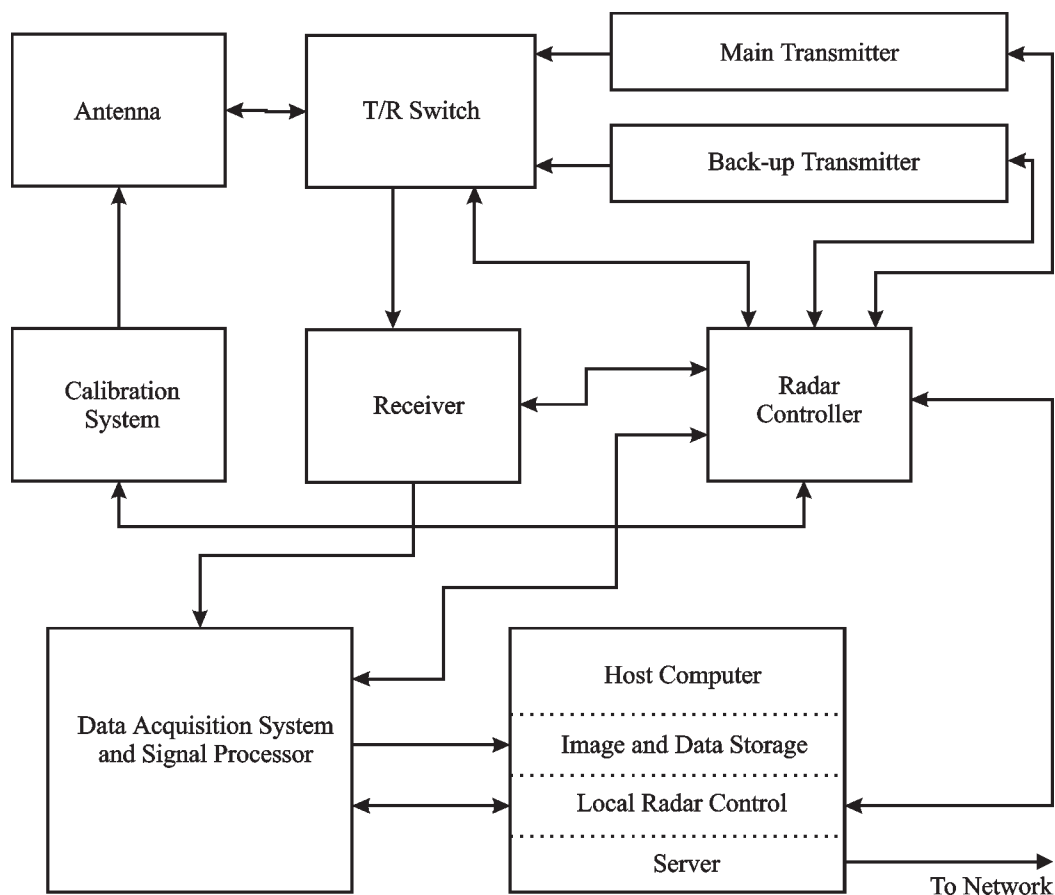 Main Transmitter
Antenna
T/R Switch
Back-up Transmitter
Calibration
System
Receiver
Radar
Controller
Data Acquisition System
and Signal Processor
Host Computer
Image and Data Storage
Local Radar Control
Server
To Network